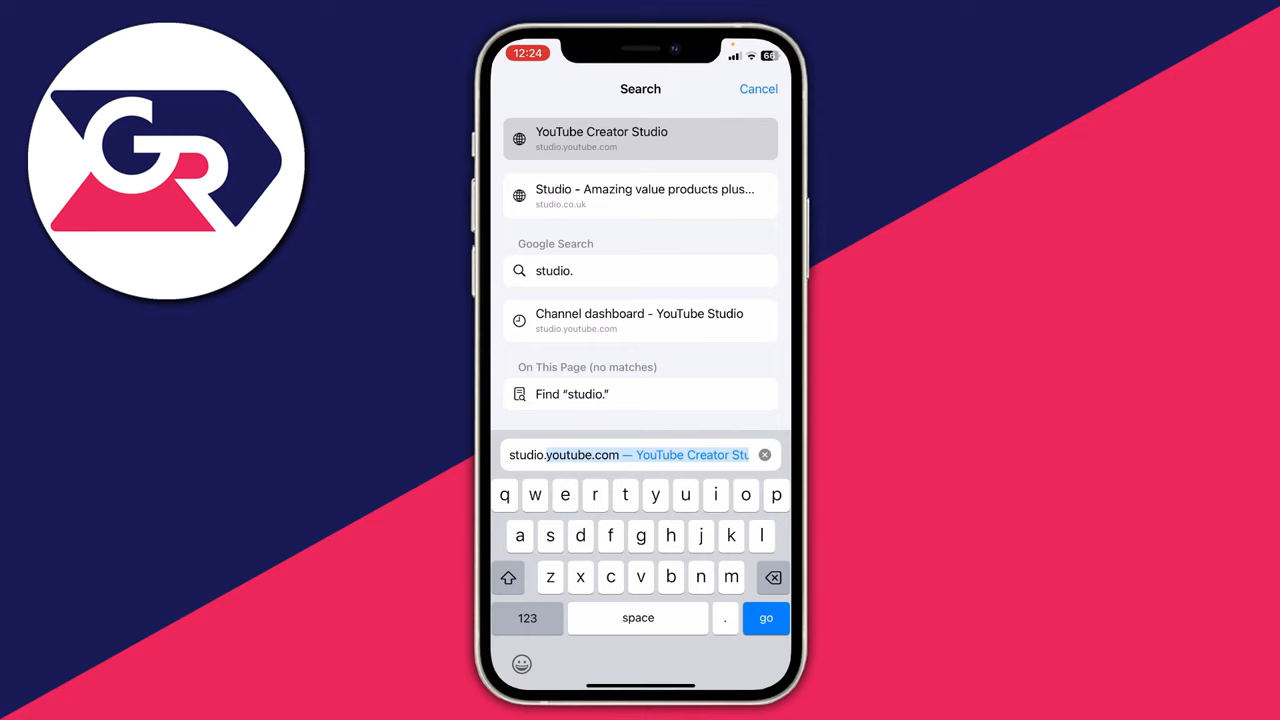 GR
12:24
66
Search
Cancel
YouTube Creator Studio
studio.youtube.com
Studio - Amazing value products plus...
studio.co.uk
Google Search
studio.
Channel dashboard - YouTube Studio
studio.youtube.com
On This Page (no matches)
Find “studio.”
studio.youtube.com — YouTube Creator Stu
q w e r t y u i o p
a s d f g h j k l
z x c v b n m
123 space . go